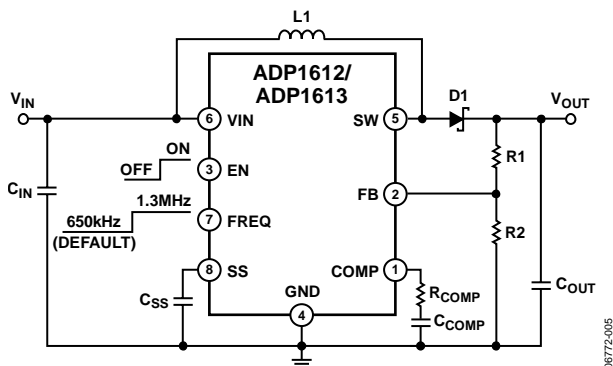 L1
ADP1612/
ADP1613
VIN
6 VIN
SW 5
D1
VOUT
ON
OFF
3 EN
R1
CIN
1.3MHz
650kHz
(DEFAULT)
7 FREQ
FB 2
R2
8 SS
COMP 1
CSS
GND
4
RCOMP
CCOMP
COUT
06772-005